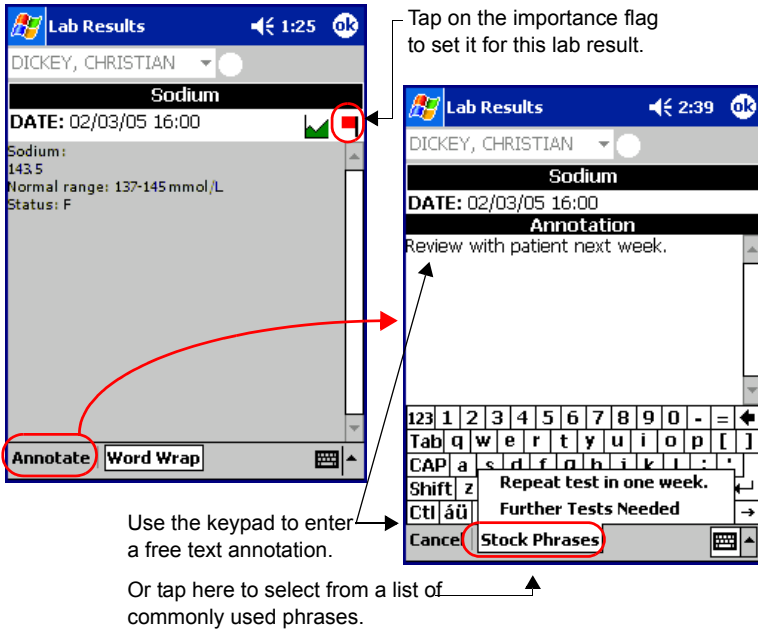 Lab Results 1:25 ok
DICKEY, CHRISTIAN
Sodium
DATE: 02/03/05 16:00
Sodium:
143.5
Normal range: 137-145 mmol/L
Status: F
Annotate Word Wrap
Tap on the importance flag
to set it for this lab result.
Lab Results 2:39 ok
DICKEY, CHRISTIAN
Sodium
DATE: 02/03/05 16:00
Annotation
Review with patient next week.
123 1 2 3 4 5 6 7 8 9 0 - =
Tab q w e r t y u i o p [ ]
CAP a s d f g h j k l ; '
Shift z
Ctl áü
Repeat test in one week.
Further Tests Needed
Cancel Stock Phrases
Use the keypad to enter
a free text annotation.
Or tap here to select from a list of
commonly used phrases.